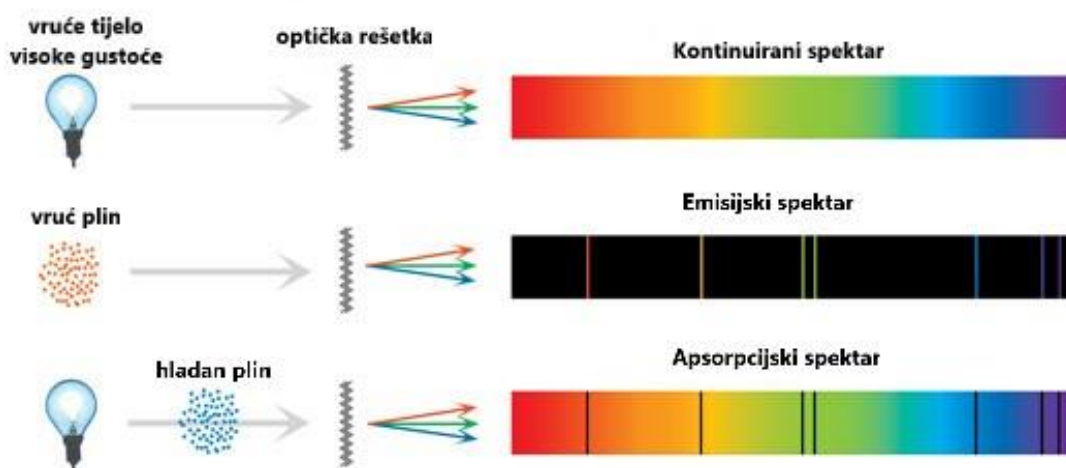 vruće tijelo
visoke gustoće
optička rešetka
Kontinuirani spektar
vruć plin
Emisijski spektar
hladan plin
Apsorpcijski spektar